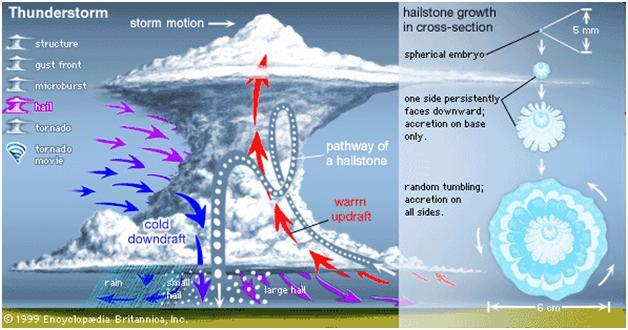 Thunderstorm
structure
gust front
microburst
hail
tornado
tornado
movie
storm motion
pathway of
a hailstone
warm
updraft
cold
downdraft
rain
small
hail
large hail
© 1999 Encyclopædia Britannica, Inc.
hailstone growth
in cross-section
5 mm
spherical embryo
one side persistently
faces downward;
accretion on base
only.
random tumbling;
accretion on
all sides.
6 cm